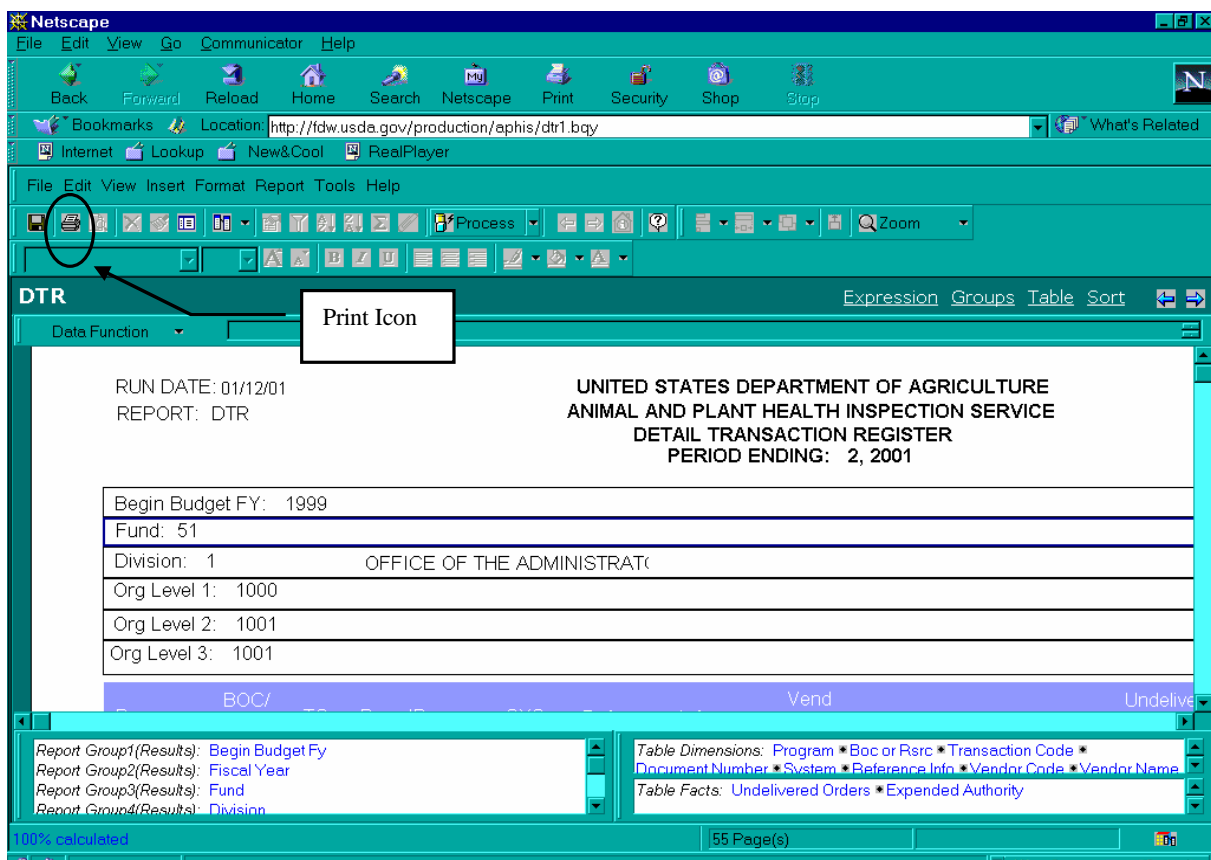 Netscape
File Edit View Go Communicator Help
Back Forward Reload Home Search Netscape Print Security Shop Stop
Bookmarks Location: http://fdw.usda.gov/production/aphis/dtr1.bqy What's Related
Internet Lookup New&Cool RealPlayer
File Edit View Insert Format Report Tools Help
Process Zoom
DTR Expression Groups Table Sort
Print Icon
Data Function
RUN DATE: 01/12/01 UNITED STATES DEPARTMENT OF AGRICULTURE
REPORT: DTR ANIMAL AND PLANT HEALTH INSPECTION SERVICE
DETAIL TRANSACTION REGISTER
PERIOD ENDING: 2, 2001
Begin Budget FY: 1999
Fund: 51
Division: 1 OFFICE OF THE ADMINISTRAT
Org Level 1: 1000
Org Level 2: 1001
Org Level 3: 1001
BOC/ Vend Undelive
Report Group1(Results): Begin Budget Fy
Report Group2(Results): Fiscal Year
Report Group3(Results): Fund
Report Group4(Results): Division
Table Dimensions: Program * Boc or Rsrc * Transaction Code *
Document Number * System * Reference Info * Vendor Code * Vendor Name
Table Facts: Undelivered Orders * Expended Authority
100% calculated 55 Page(s)